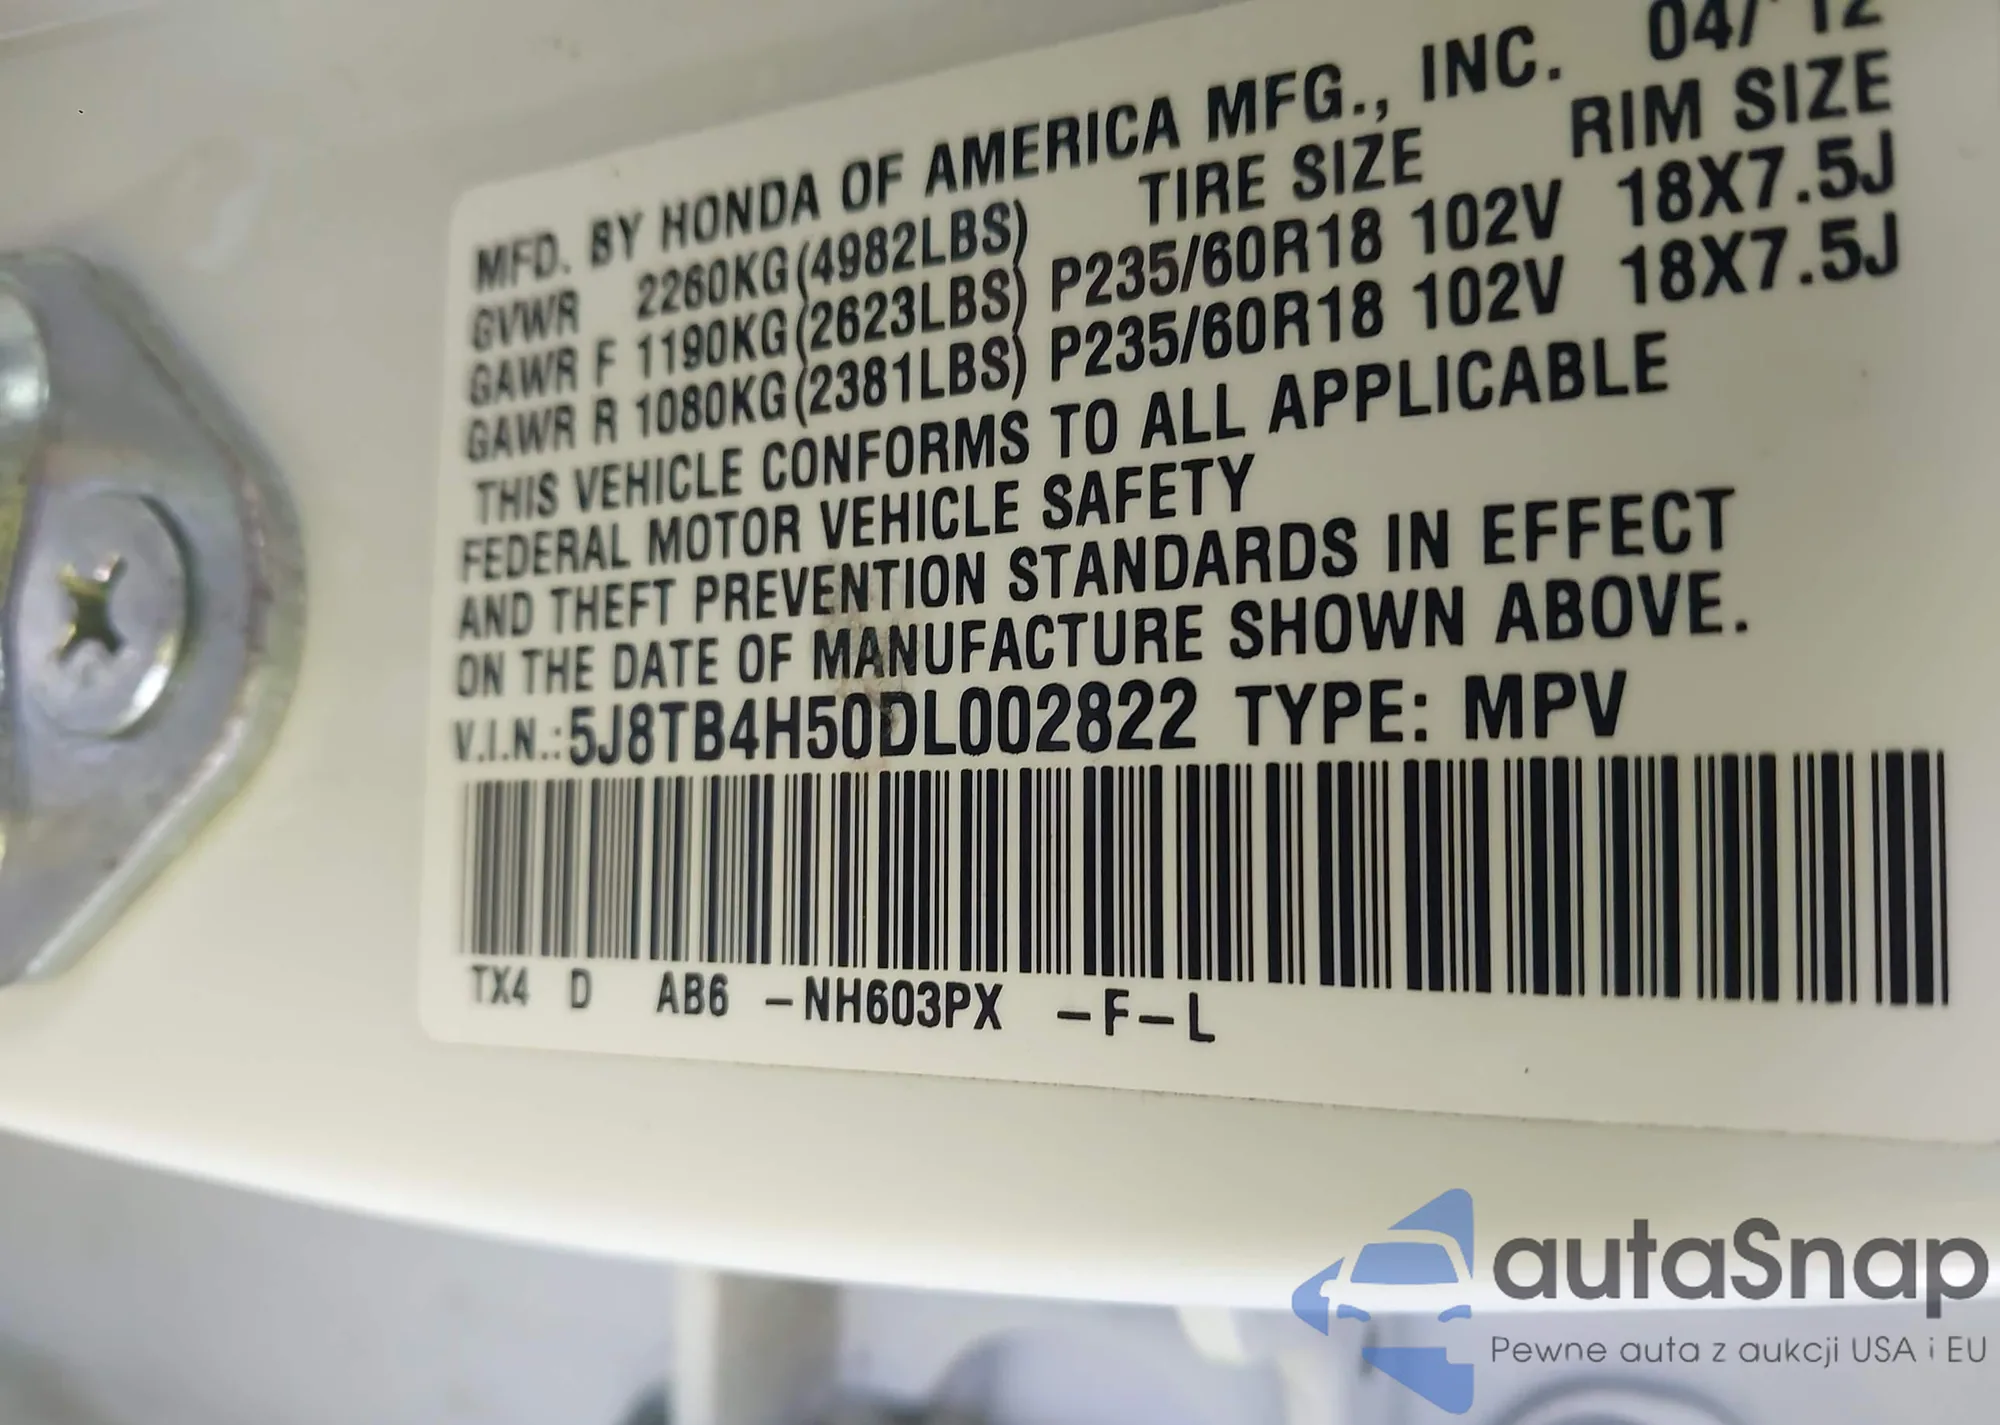 MFD. BY HONDA OF AMERICA MFG., INC. 04/12
GVWR 2260KG(4982LBS) TIRE SIZE RIM SIZE
GAWR F 1190KG(2623LBS) P235/60R18 102V 18X7.5J
GAWR R 1080KG(2381LBS) P235/60R18 102V 18X7.5J
THIS VEHICLE CONFORMS TO ALL APPLICABLE
FEDERAL MOTOR VEHICLE SAFETY
AND THEFT PREVENTION STANDARDS IN EFFECT
ON THE DATE OF MANUFACTURE SHOWN ABOVE.
V.I.N.:5J8TB4H50DL002822 TYPE: MPV
TX4 D AB6 -NH603PX -F-L
autaSnap
Pewne auta z aukcji USA i EU